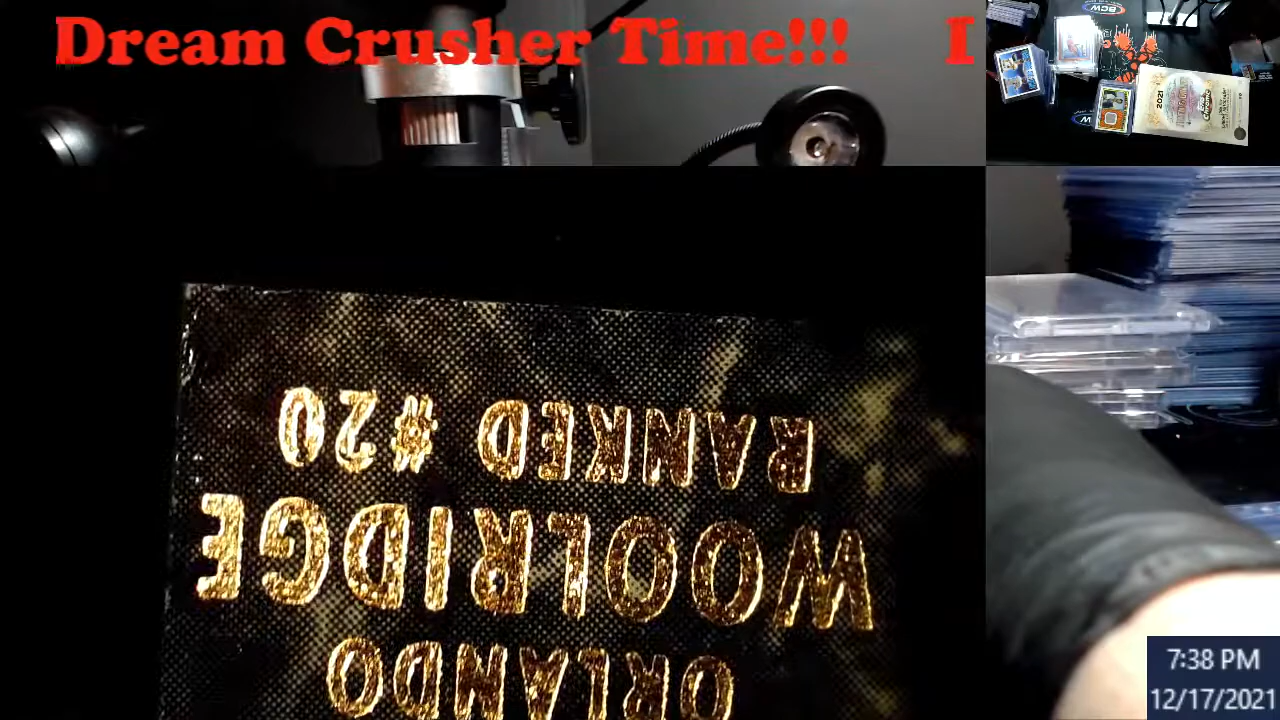 Dream Crusher Time!!! I
BCW
2021
ORLANDO
WOOLRIDGE
RANKED #20
7:38 PM
12/17/2021